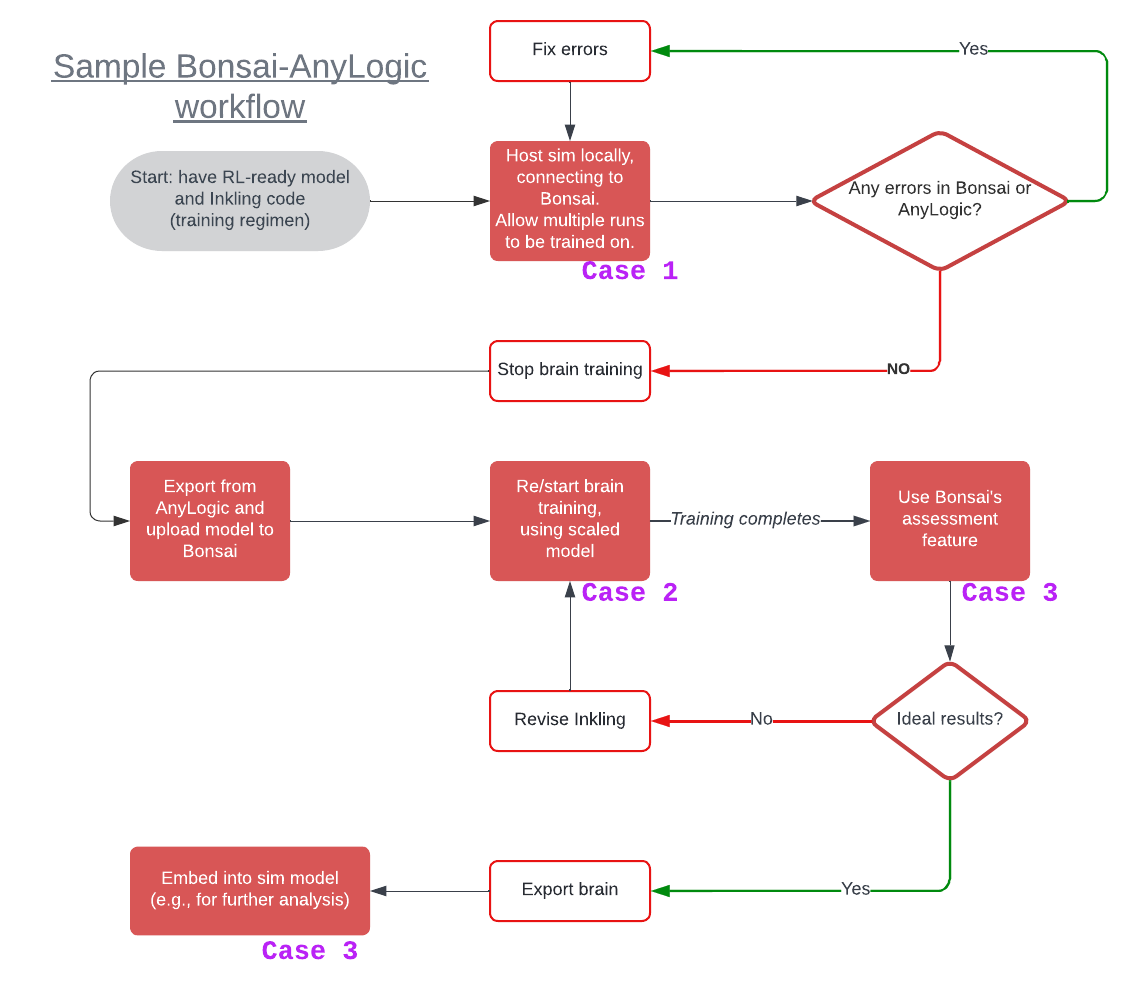 Sample Bonsai-AnyLogic
workflow
Fix errors
Yes
Start: have RL-ready model
and Inkling code
(training regimen)
Host sim locally,
connecting to
Bonsai.
Allow multiple runs
to be trained on.
Case 1
Any errors in Bonsai or
AnyLogic?
Stop brain training
NO
Export from
AnyLogic and
upload model to
Bonsai
Re/start brain
training,
using scaled
model
Case 2
Training completes
Use Bonsai's
assessment
feature
Case 3
Revise Inkling
No
Ideal results?
Embed into sim model
(e.g., for further analysis)
Case 3
Export brain
Yes